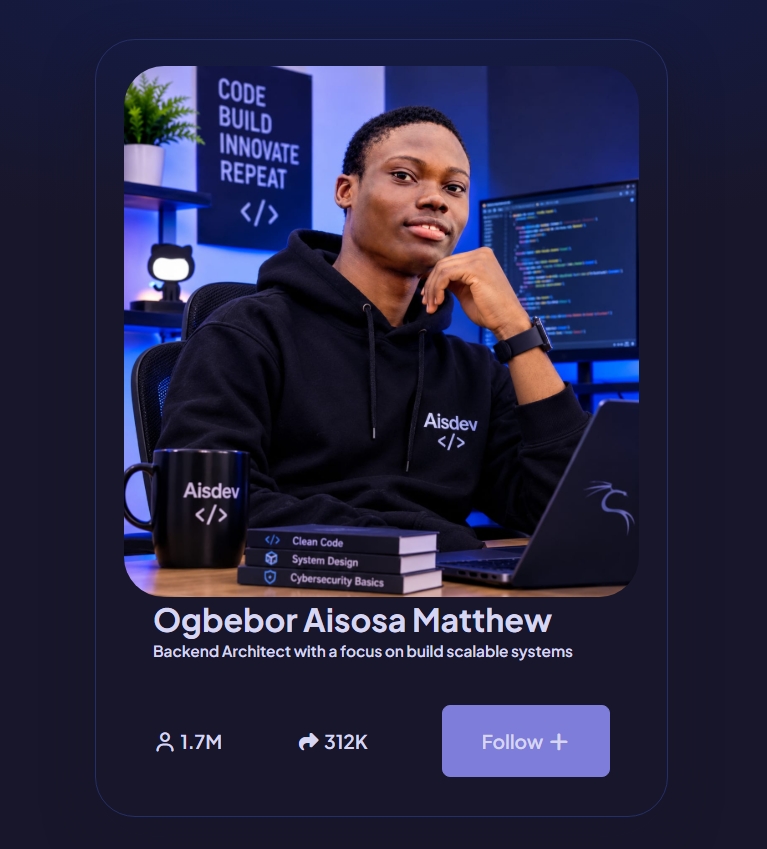 CODE
BUILD
INNOVATE
REPEAT
</>
Aisdev
</>
Aisdev
</>
</> Clean Code
System Design
Cybersecurity Basics
Ogbebor Aisosa Matthew
Backend Architect with a focus on build scalable systems
1.7M
312K
Follow +